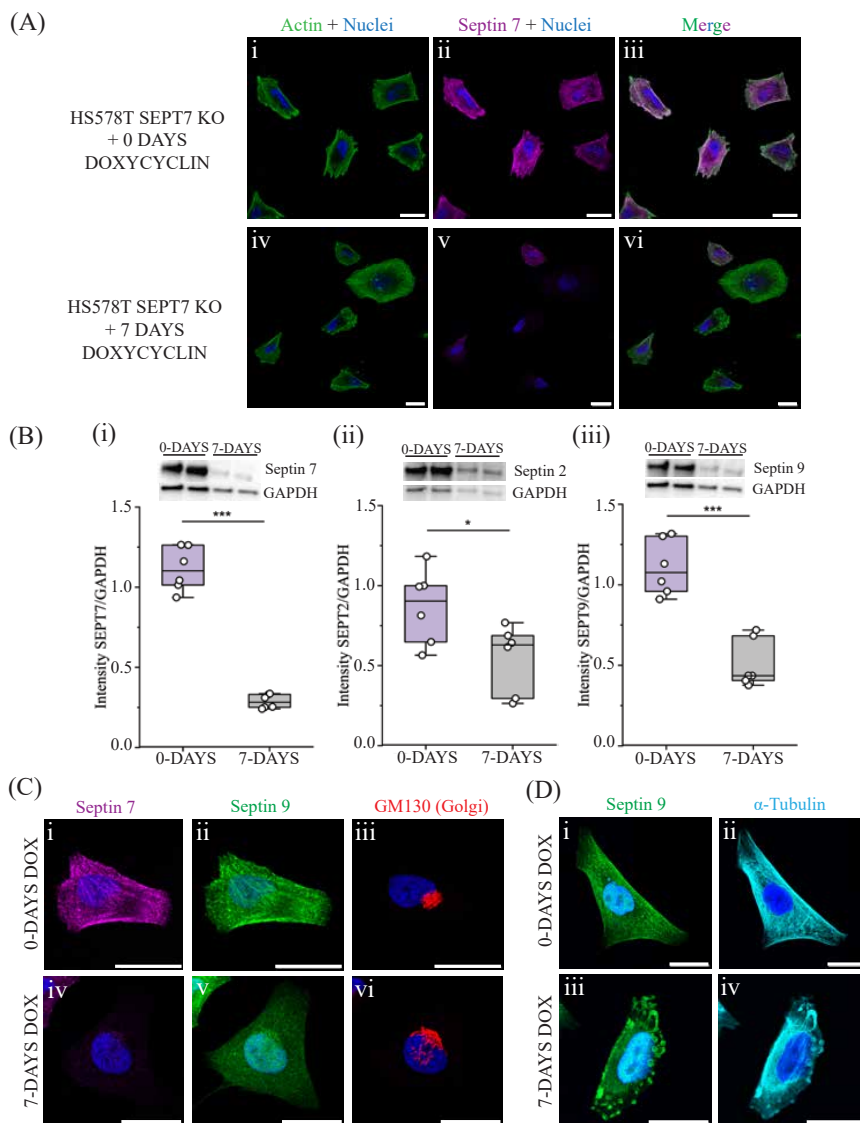 (A)
Actin + Nuclei
Septin 7 + Nuclei
Merge
HS578T SEPT7 KO
+ 0 DAYS
DOXYCYCLIN
i
ii
iii
HS578T SEPT7 KO
+ 7 DAYS
DOXYCYCLIN
iv
v
vi
(B)
(i)
0-DAYS 7-DAYS
Septin 7
GAPDH
***
Intensity SEPT7/GAPDH
1.5
1.0
0.5
0.0
0-DAYS 7-DAYS
(ii)
0-DAYS 7-DAYS
Septin 2
GAPDH
*
Intensity SEPT2/GAPDH
1.5
1.0
0.5
0.0
0-DAYS 7-DAYS
(iii)
0-DAYS 7-DAYS
Septin 9
GAPDH
***
Intensity SEPT9/GAPDH
1.5
1.0
0.5
0.0
0-DAYS 7-DAYS
(C)
Septin 7
Septin 9
GM130 (Golgi)
0-DAYS DOX
i
ii
iii
7-DAYS DOX
iv
v
vi
(D)
Septin 9
α-Tubulin
0-DAYS DOX
i
ii
7-DAYS DOX
iii
iv